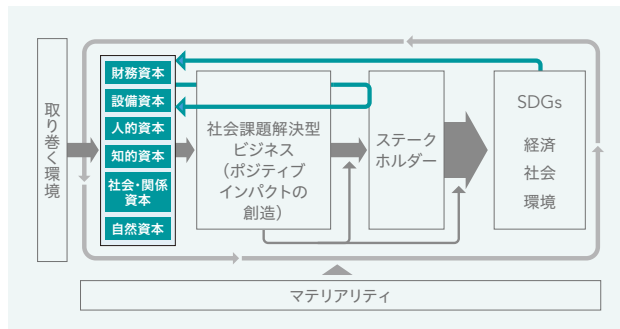 取り巻く環境
財務資本
設備資本
人的資本
知的資本
社会・関係
資本
自然資本
社会課題解決型
ビジネス
（ポジティブ
インパクトの
創造）
ステーク
ホルダー
SDGs
経済
社会
環境
マテリアリティ